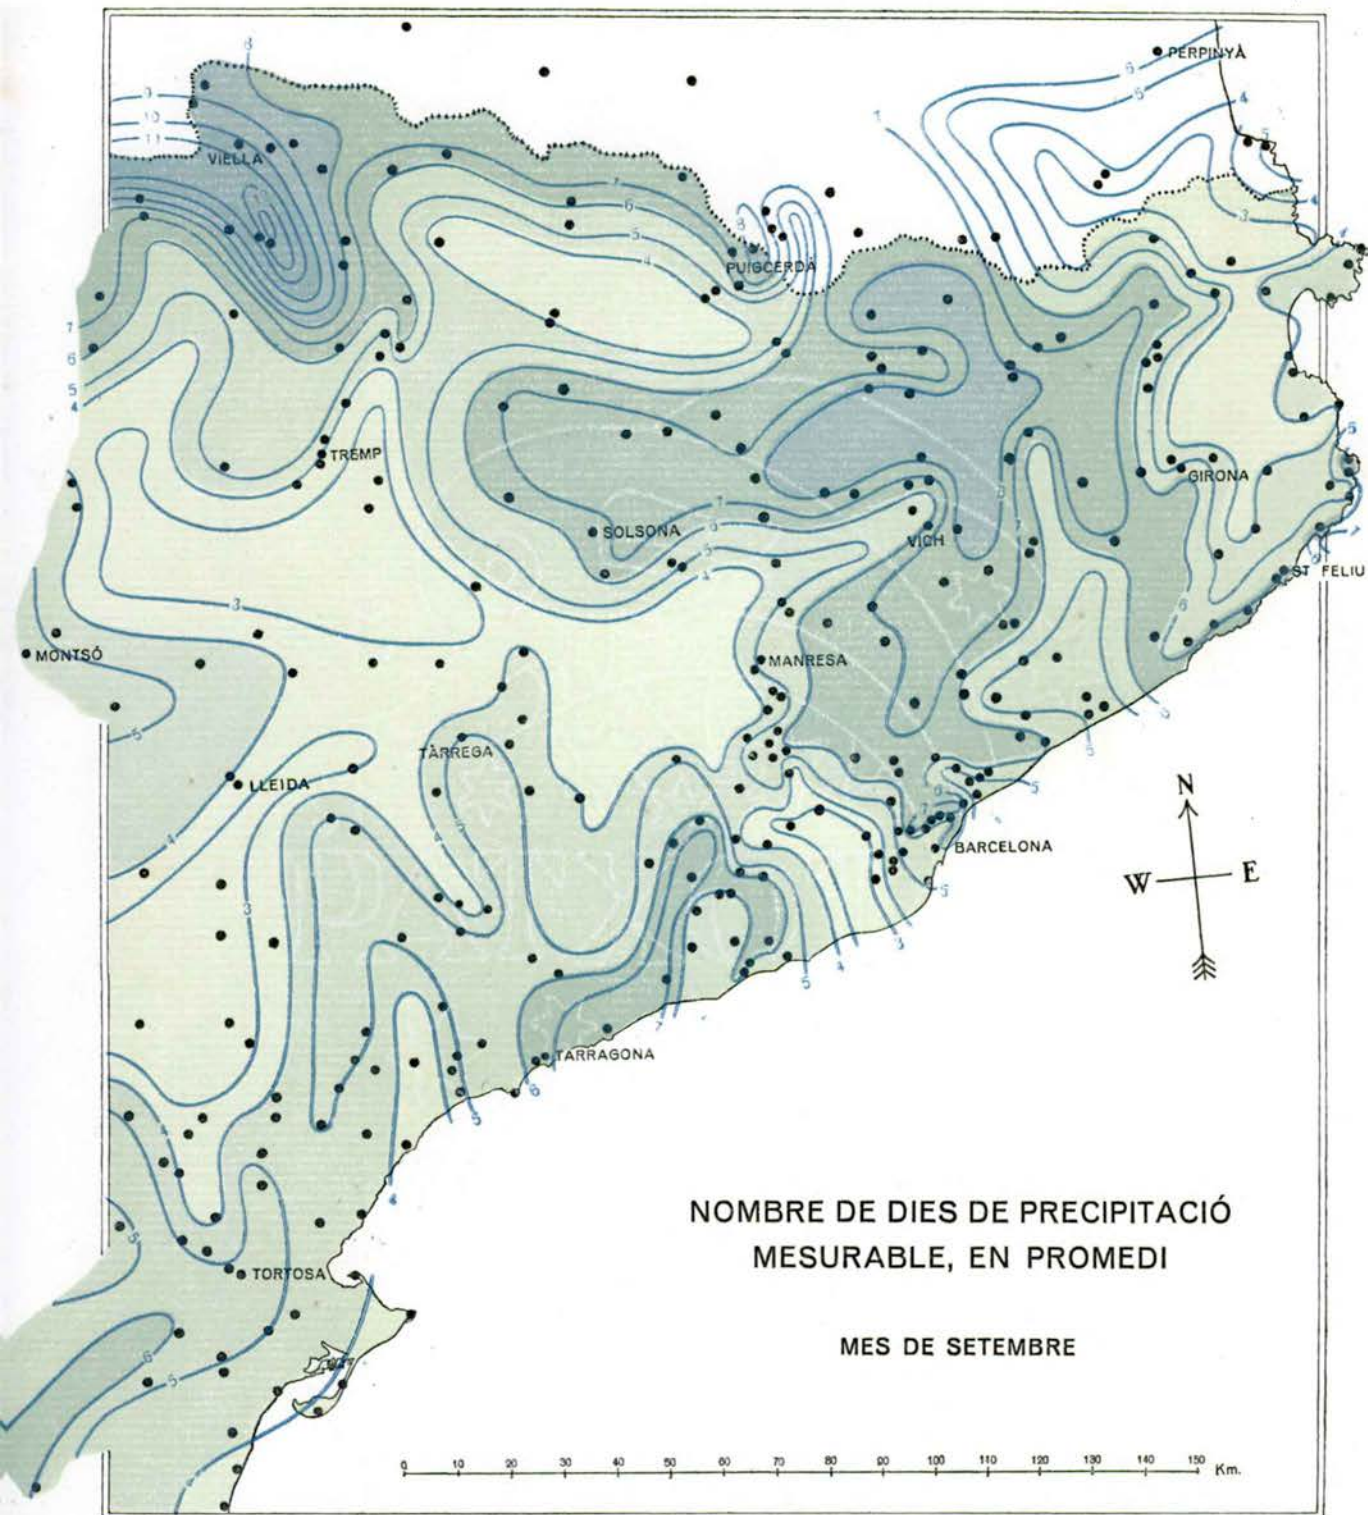 PERPINYÀ
VIELLA
PUIGCERDÀ
TREMP
GIRONA
SOLSONA
VICH
ST FELIU
MONTSÓ
MANRESA
TÀRREGA
LLEIDA
BARCELONA
N
W E
TARRAGONA
TORTOSA
NOMBRE DE DIES DE PRECIPITACIÓ
MESURABLE, EN PROMEDI
MES DE SETEMBRE
0 10 20 30 40 50 60 70 80 90 100 110 120 130 140 150 Km.